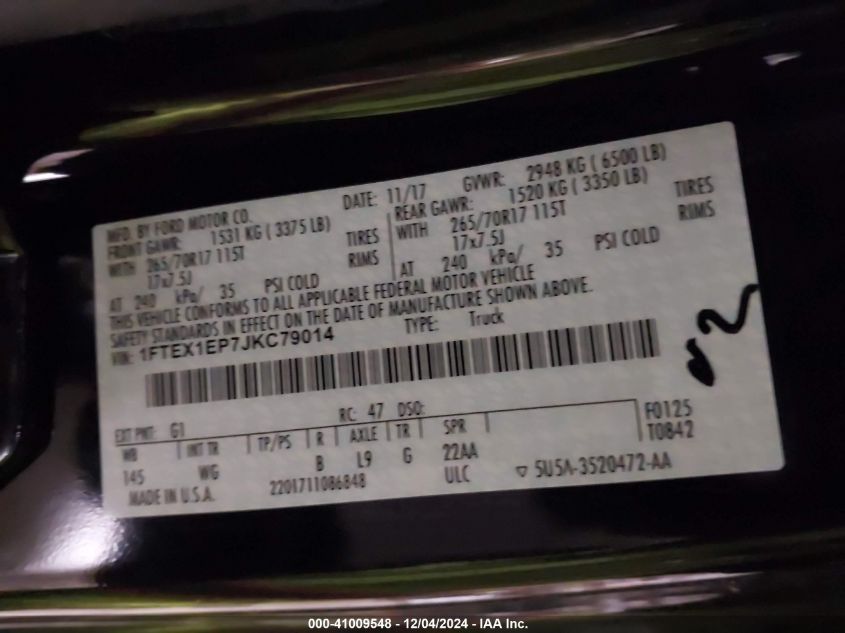 MFD. BY FORD MOTOR CO. DATE: 11/17 GVWR: 2948 KG ( 6500 LB)
FRONT GAWR: 1531 KG ( 3375 LB) REAR GAWR: 1520 KG ( 3350 LB)
WITH 265/70R17 115T TIRES WITH 265/70R17 115T TIRES
17x7.5J RIMS 17x7.5J RIMS
AT 240 kPa/ 35 PSI COLD AT 240 kPa/ 35 PSI COLD
THIS VEHICLE CONFORMS TO ALL APPLICABLE FEDERAL MOTOR VEHICLE
SAFETY STANDARDS IN EFFECT ON THE DATE OF MANUFACTURE SHOWN ABOVE.
VIN: 1FTEX1EP7JKC79014 TYPE: Truck
EXT PNT: G1 RC: 47 DSO: F0125
WB INT TR TP/PS R AXLE TR SPR T0842
145 WG B L9 G 22AA
MADE IN U.S.A. 2201711086848 ULC ▽ 5U5A-3520472-AA
02
000-41009548 - 12/04/2024 - IAA Inc.